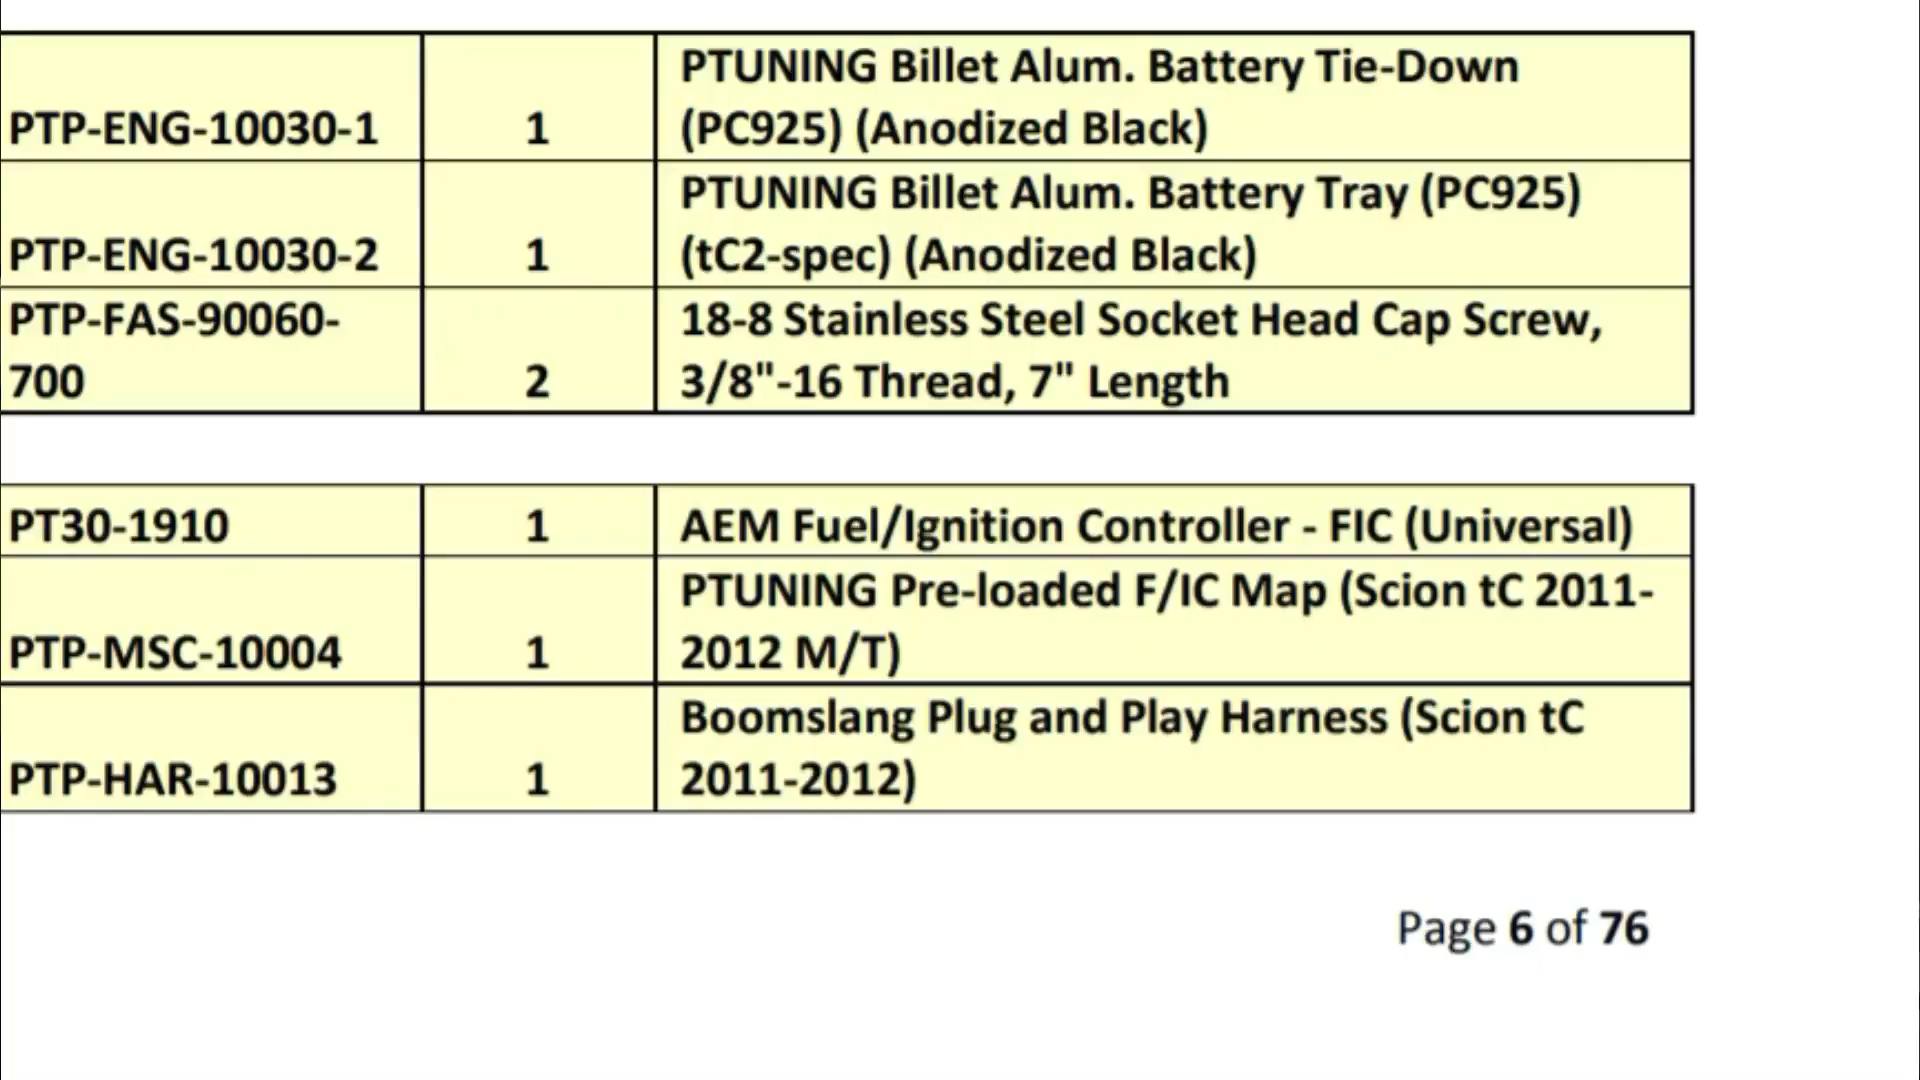 PTUNING Billet Alum. Battery Tie-Down
PTP-ENG-10030-1 1 (PC925) (Anodized Black)
PTUNING Billet Alum. Battery Tray (PC925)
PTP-ENG-10030-2 1 (tC2-spec) (Anodized Black)
PTP-FAS-90060- 18-8 Stainless Steel Socket Head Cap Screw,
700 2 3/8"-16 Thread, 7" Length
PT30-1910 1 AEM Fuel/Ignition Controller - FIC (Universal)
PTUNING Pre-loaded F/IC Map (Scion tC 2011-
PTP-MSC-10004 1 2012 M/T)
Boomslang Plug and Play Harness (Scion tC
PTP-HAR-10013 1 2011-2012)
Page 6 of 76